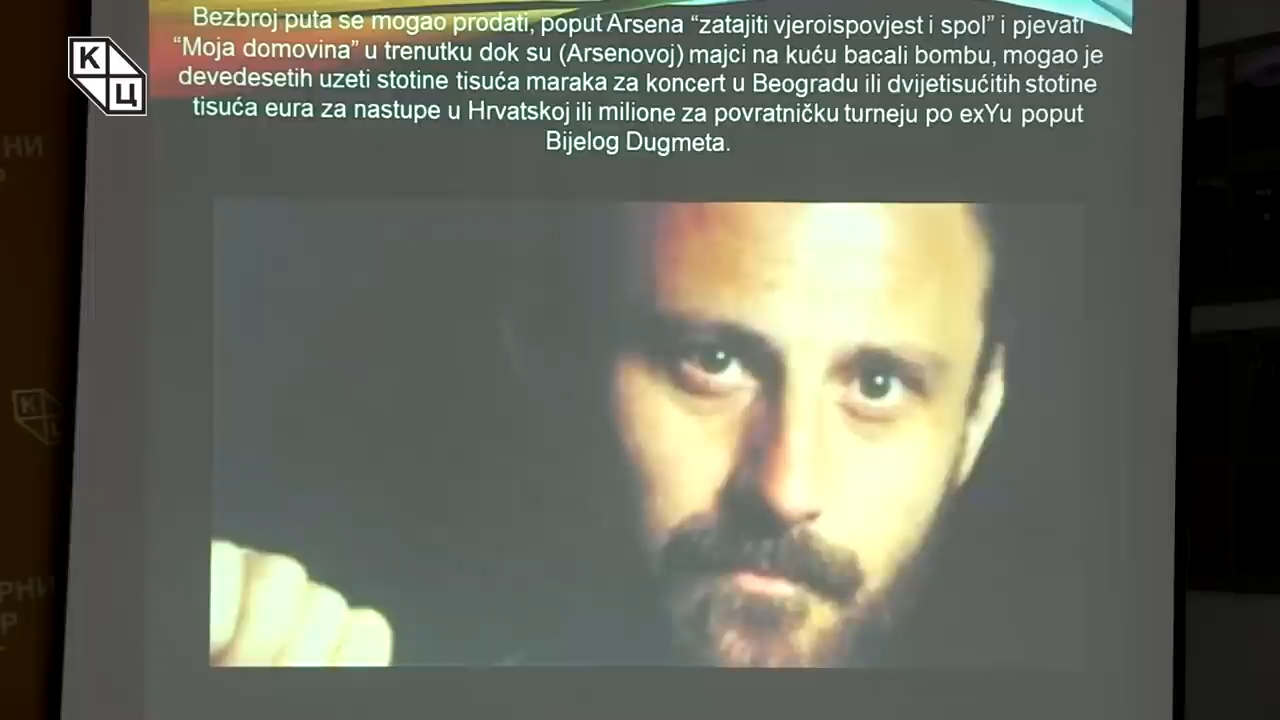 Bezbroj puta se mogao prodati, poput Arsena “zatajiti vjeroispovjest i spol” i pjevati
“Moja domovina” u trenutku dok su (Arsenovoj) majci na kuću bacali bombu, mogao je
devedesetih uzeti stotine tisuća maraka za koncert u Beogradu ili dvijetisućitih stotine
tisuća eura za nastupe u Hrvatskoj ili milione za povratničku turneju po exYu poput
Bijelog Dugmeta.
К
Ц
НИ
Р
К
Ц
РНИ
Р